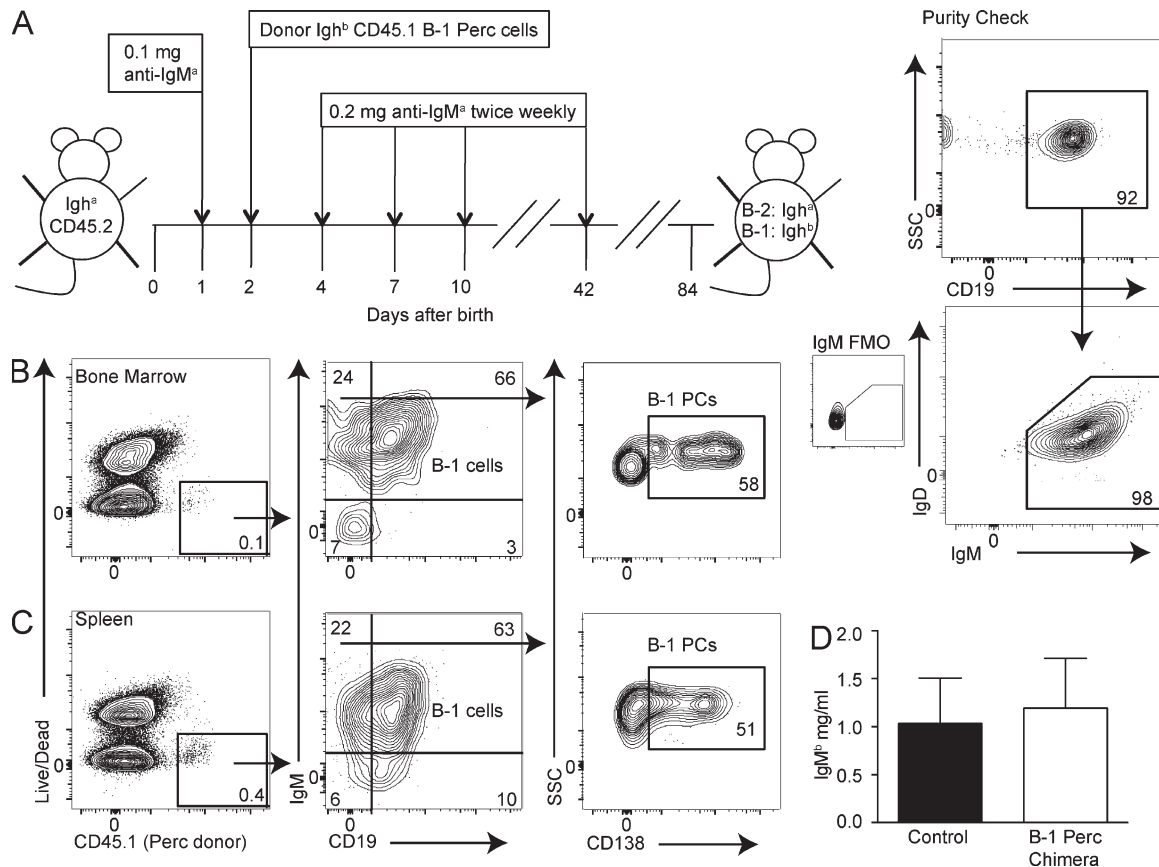 A
0.1 mg
anti-IgMᵃ
Donor Ighᵇ CD45.1 B-1 Perc cells
0.2 mg anti-IgMᵃ twice weekly
Ighᵃ
CD45.2
B-2: Ighᵃ
B-1: Ighᵇ
0 1 2 4 7 10 42 84
Days after birth
Purity Check
92
SSC
0
0
CD19
IgM FMO
98
IgD
0
0
IgM
B
Bone Marrow
0.1
0
0
24 66
B-1 cells
7 3
0
0
B-1 PCs
58
0
0
C
Spleen
0.4
Live/Dead
0
0
CD45.1 (Perc donor)
22 63
B-1 cells
6 10
IgM
0
0
CD19
B-1 PCs
51
SSC
0
0
CD138
D
IgMᵇ mg/ml
2.0
1.5
1.0
0.5
0.0
Control
B-1 Perc
Chimera